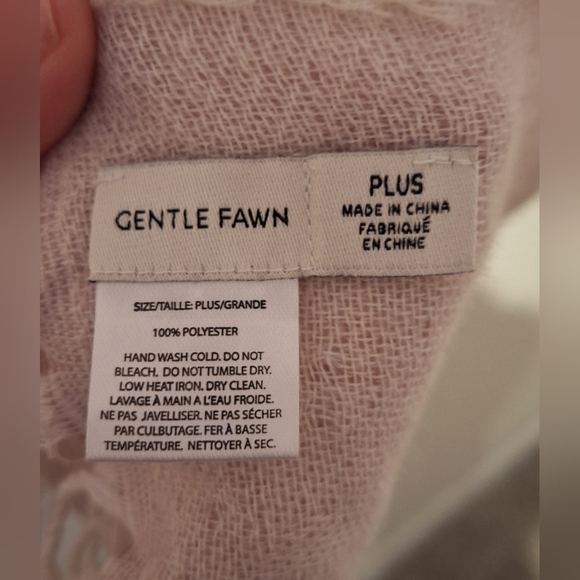 GENTLE FAWN
PLUS
MADE IN CHINA
FABRIQUÉ
EN CHINE
SIZE/TAILLE: PLUS/GRANDE
100% POLYESTER
HAND WASH COLD. DO NOT
BLEACH. DO NOT TUMBLE DRY.
LOW HEAT IRON. DRY CLEAN.
LAVAGE À MAIN A L'EAU FROIDE.
NE PAS JAVELLISER. NE PAS SÉCHER
PAR CULBUTAGE. FER À BASSE
TEMPÉRATURE. NETTOYER À SEC.